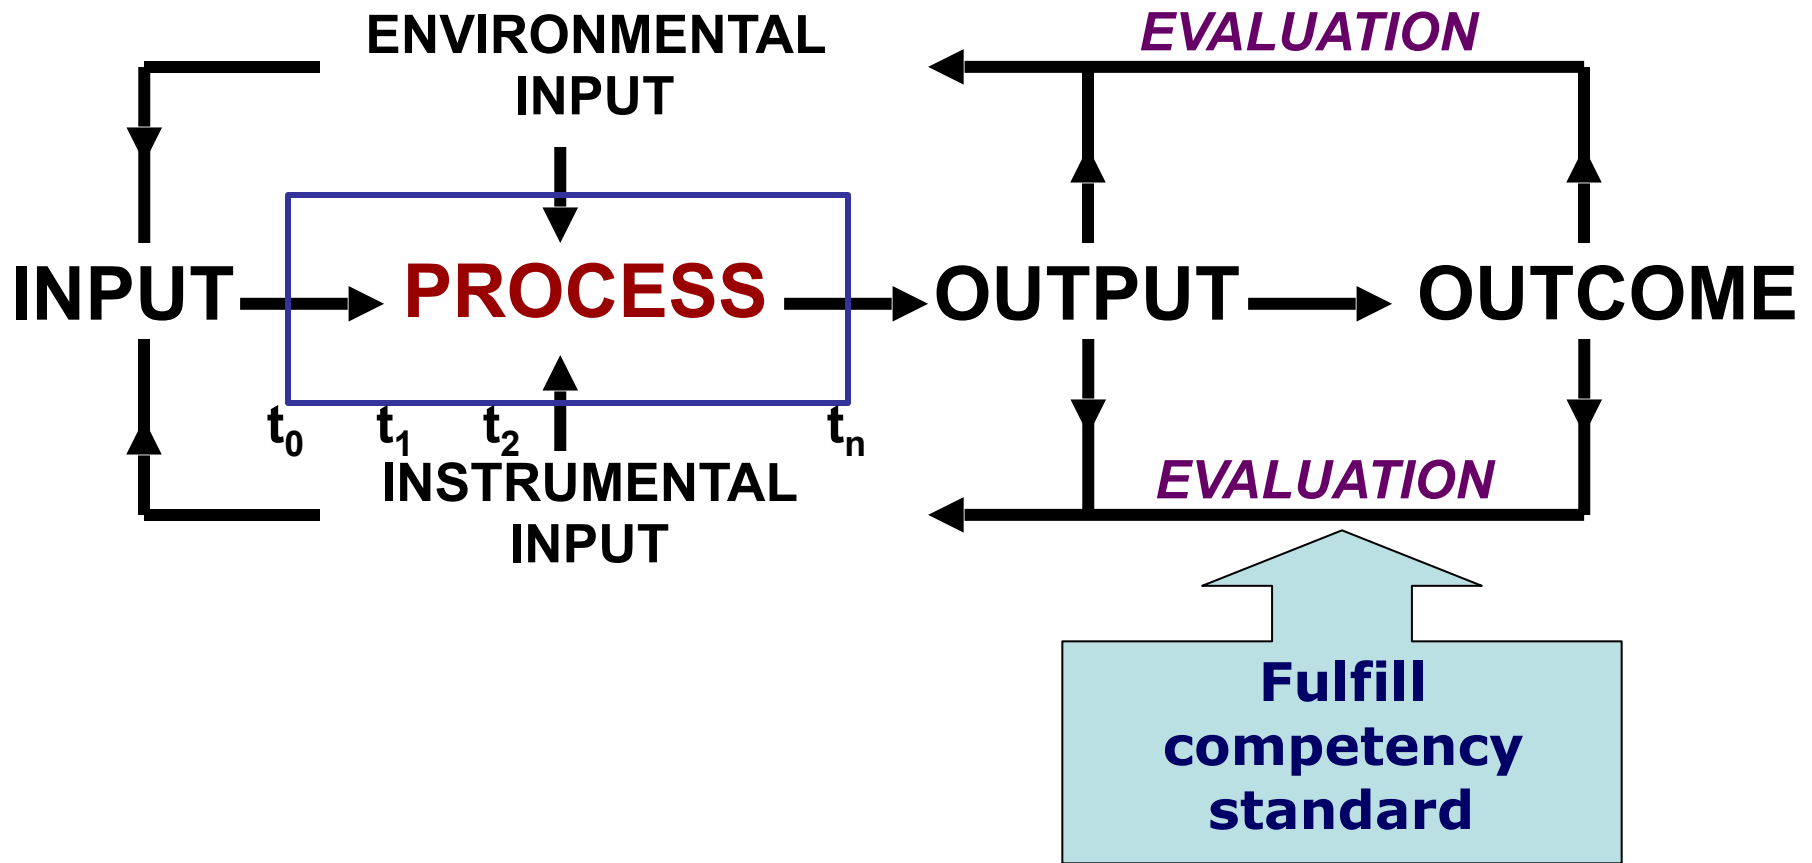 ENVIRONMENTAL
INPUT
EVALUATION
INPUT
PROCESS
OUTPUT
OUTCOME
t₀
t₁
t₂
tₙ
INSTRUMENTAL
INPUT
EVALUATION
Fulfill
competency
standard